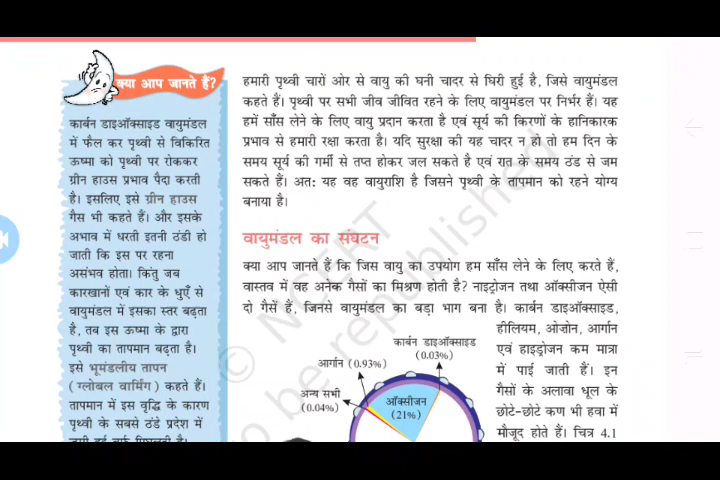 क्या आप जानते हैं?
कार्बन डाइऑक्साइड वायुमंडल
में फैल कर पृथ्वी से विकिरित
ऊष्मा को पृथ्वी पर रोककर
ग्रीन हाउस प्रभाव पैदा करती
है। इसलिए इसे ग्रीन हाउस
गैस भी कहते हैं। और इसके
अभाव में धरती इतनी ठंडी हो
जाती कि इस पर रहना
असंभव होता। किंतु जब
कारखानों एवं कार के धुएँ से
वायुमंडल में इसका स्तर बढ़ता
है, तब इस ऊष्मा के द्वारा
पृथ्वी का तापमान बढ़ता है।
इसे भूमंडलीय तापन
(ग्लोबल वार्मिंग) कहते हैं।
तापमान में इस वृद्धि के कारण
पृथ्वी के सबसे ठंडे प्रदेश में
हमारी पृथ्वी चारों ओर से वायु की घनी चादर से घिरी हुई है, जिसे वायुमंडल
कहते हैं। पृथ्वी पर सभी जीव जीवित रहने के लिए वायुमंडल पर निर्भर हैं। यह
हमें साँस लेने के लिए वायु प्रदान करता है एवं सूर्य की किरणों के हानिकारक
प्रभाव से हमारी रक्षा करता है। यदि सुरक्षा की यह चादर न हो तो हम दिन के
समय सूर्य की गर्मी से तप्त होकर जल सकते है एवं रात के समय ठंड से जम
सकते हैं। अत: यह वह वायुराशि है जिसने पृथ्वी के तापमान को रहने योग्य
बनाया है।
वायुमंडल का संघटन
क्या आप जानते हैं कि जिस वायु का उपयोग हम साँस लेने के लिए करते हैं,
वास्तव में वह अनेक गैसों का मिश्रण होती है? नाइट्रोजन तथा ऑक्सीजन ऐसी
दो गैसें हैं, जिनसे वायुमंडल का बड़ा भाग बना है। कार्बन डाइऑक्साइड,
हीलियम, ओज़ोन, आर्गान
एवं हाइड्रोजन कम मात्रा
में पाई जाती हैं। इन
गैसों के अलावा धूल के
छोटे-छोटे कण भी हवा में
मौजूद होते हैं। चित्र 4.1
कार्बन डाइऑक्साइड
(0.03%)
आर्गान (0.93%)
अन्य सभी
(0.04%)
ऑक्सीजन
(21%)
© NCERT
to be republished